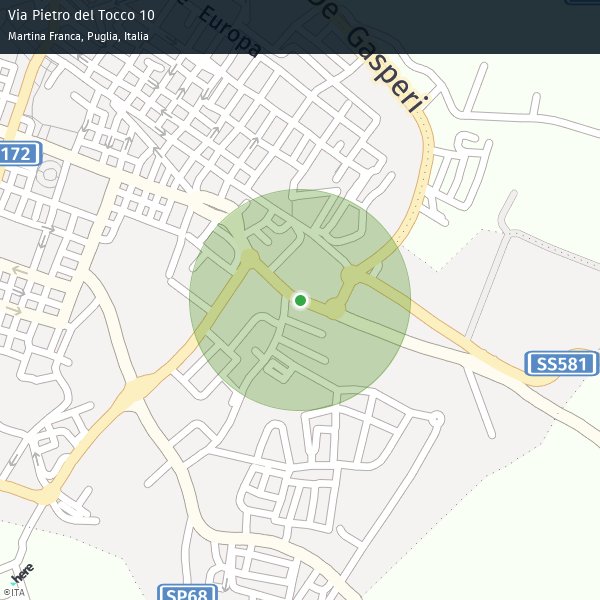 Via Pietro del Tocco 10
Martina Franca, Puglia, Italia
e Europa
De Gasperi
172
SS581
SP68
here
©ITA